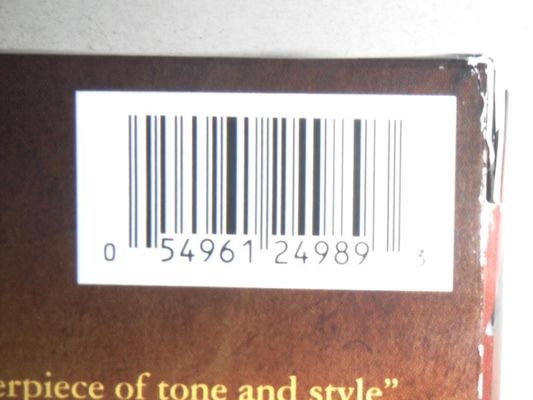 0 54961 24989 3
erpiece of tone and style”